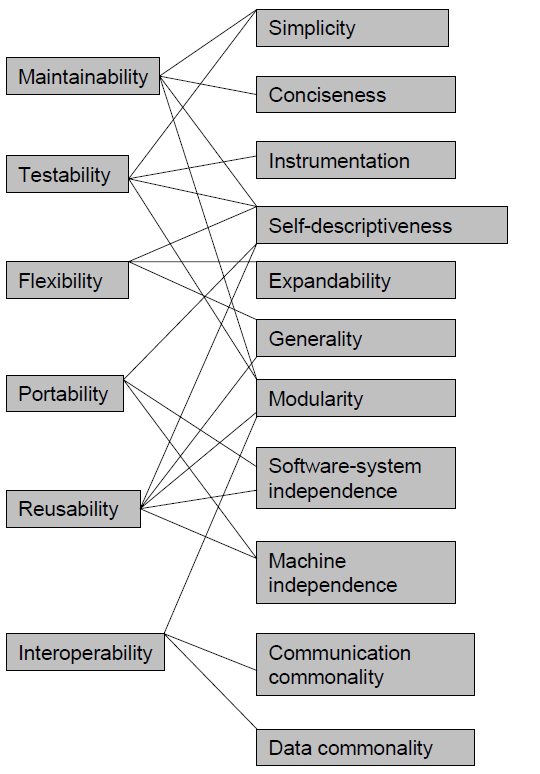 Maintainability
Testability
Flexibility
Portability
Reusability
Interoperability
Simplicity
Conciseness
Instrumentation
Self-descriptiveness
Expandability
Generality
Modularity
Software-system
independence
Machine
independence
Communication
commonality
Data commonality